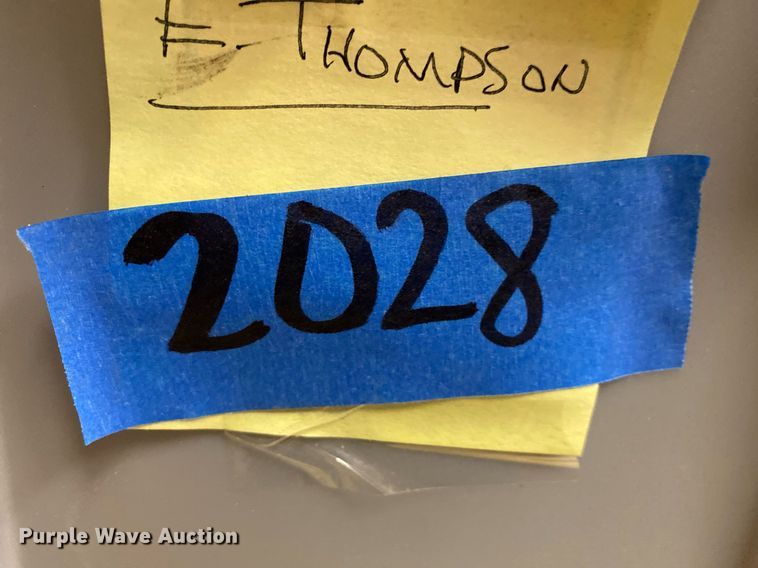 E. THOMPSON
2028
Purple Wave Auction